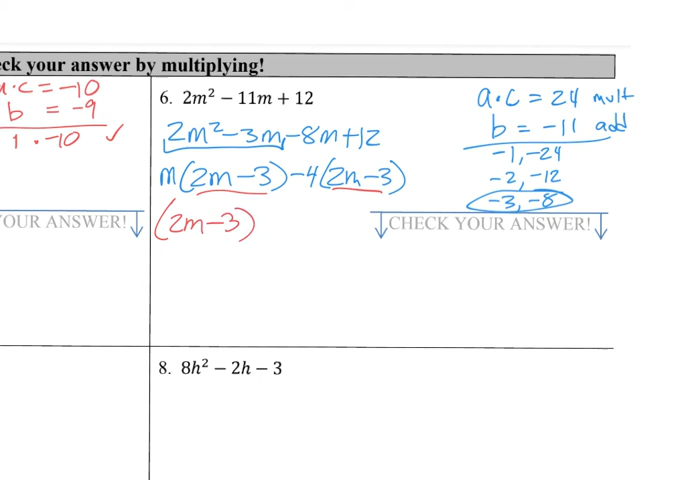 ck your answer by multiplying!
a·c = -10
b = -9
1 · -10 ✓
OUR ANSWER!
6. 2m² − 11m + 12
2m² − 3m − 8m + 12
m(2m − 3) − 4(2m − 3)
(2m − 3)
a·c = 24 mult
b = -11 add
-1, -24
-2, -12
-3, -8
CHECK YOUR ANSWER!
8. 8h² − 2h − 3